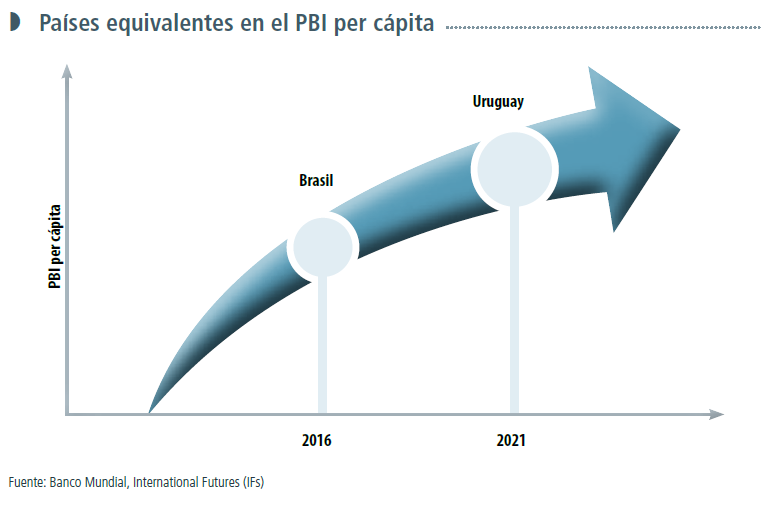 Países equivalentes en el PBI per cápita
Uruguay
Brasil
PBI per cápita
2016
2021
Fuente: Banco Mundial, International Futures (IFs)